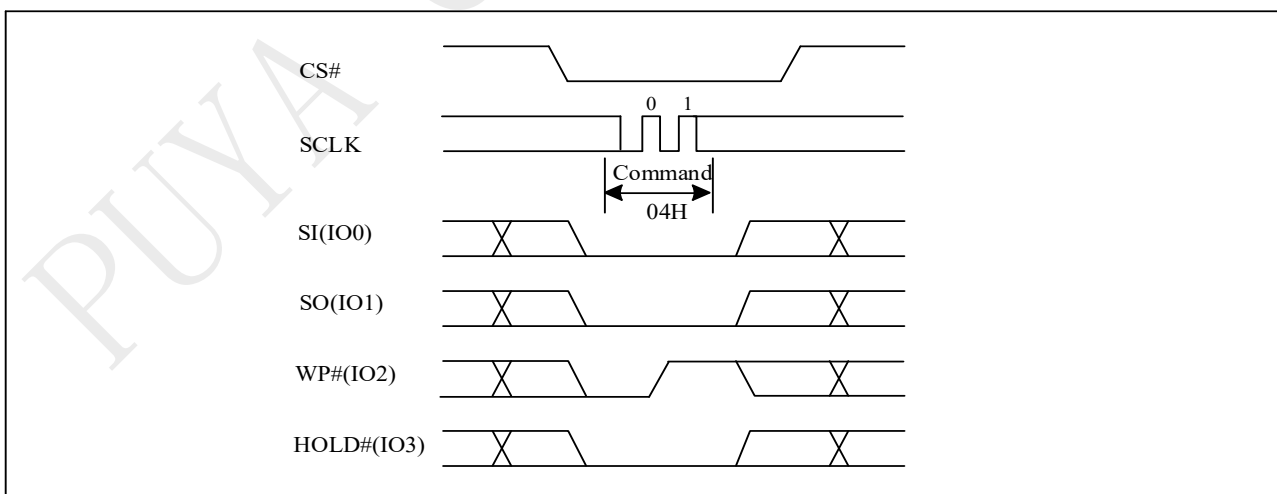 CS#
0 1
SCLK
Command
04H
SI(IO0)
SO(IO1)
WP#(IO2)
HOLD#(IO3)
PUYA